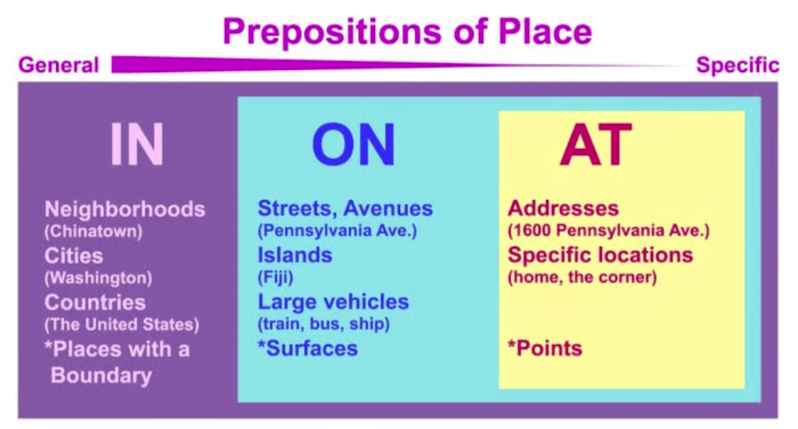 Prepositions of Place
General
Specific
IN
Neighborhoods
(Chinatown)
Cities
(Washington)
Countries
(The United States)
*Places with a
Boundary
ON
Streets, Avenues
(Pennsylvania Ave.)
Islands
(Fiji)
Large vehicles
(train, bus, ship)
*Surfaces
AT
Addresses
(1600 Pennsylvania Ave.)
Specific locations
(home, the corner)
*Points